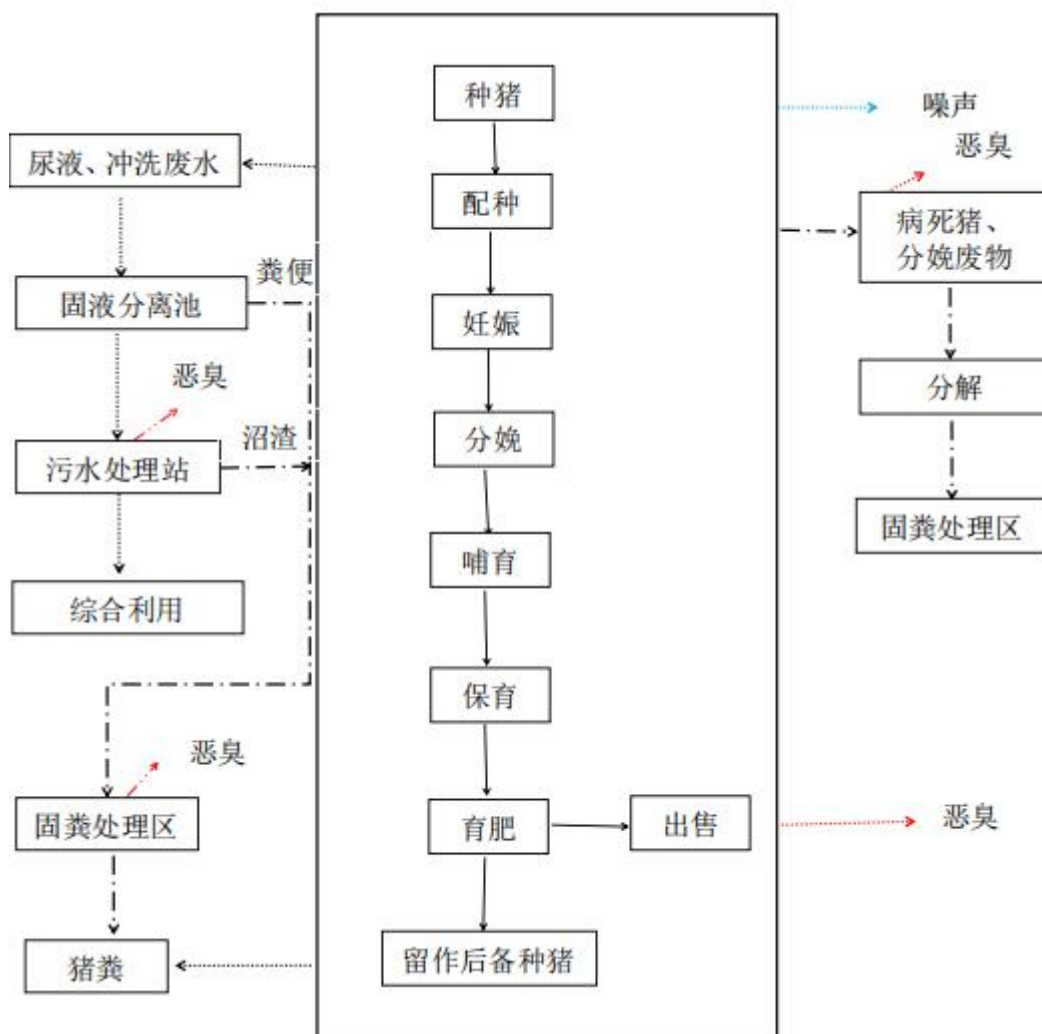 种猪
噪声
恶臭
尿液、冲洗废水
配种
病死猪、
分娩废物
粪便
固液分离池
妊娠
恶臭
分解
沼渣
污水处理站
分娩
固粪处理区
哺育
综合利用
保育
恶臭
固粪处理区
育肥
出售
恶臭
猪粪
留作后备种猪